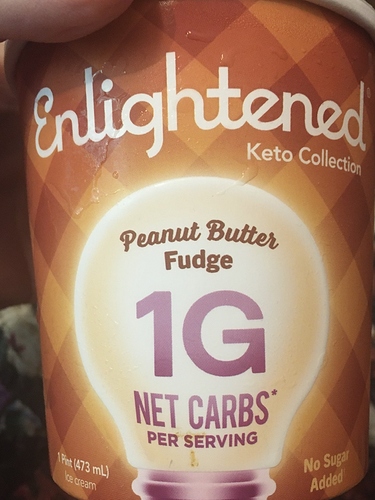 Enlightened®
Keto Collection
Peanut Butter
Fudge
1G
NET CARBS*
PER SERVING
1 Pint (473 mL)
Ice cream
No Sugar
Added